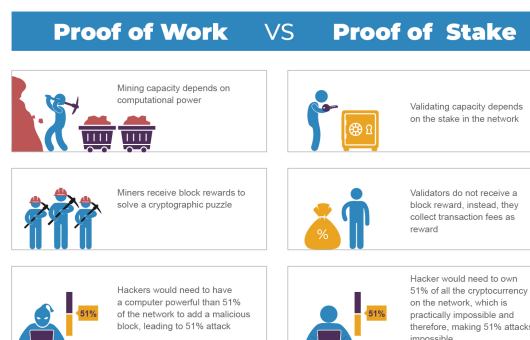 Proof of Work VS Proof of Stake
Mining capacity depends on
computational power
Validating capacity depends
on the stake in the network
Miners receive block rewards to
solve a cryptographic puzzle
Validators do not receive a
block reward, instead, they
collect transaction fees as
reward
%
Hackers would need to have
a computer powerful than 51%
of the network to add a malicious
block, leading to 51% attack
51%
Hacker would need to own
51% of all the cryptocurrency
on the network, which is
practically impossible and
therefore, making 51% attacks
impossible
51%